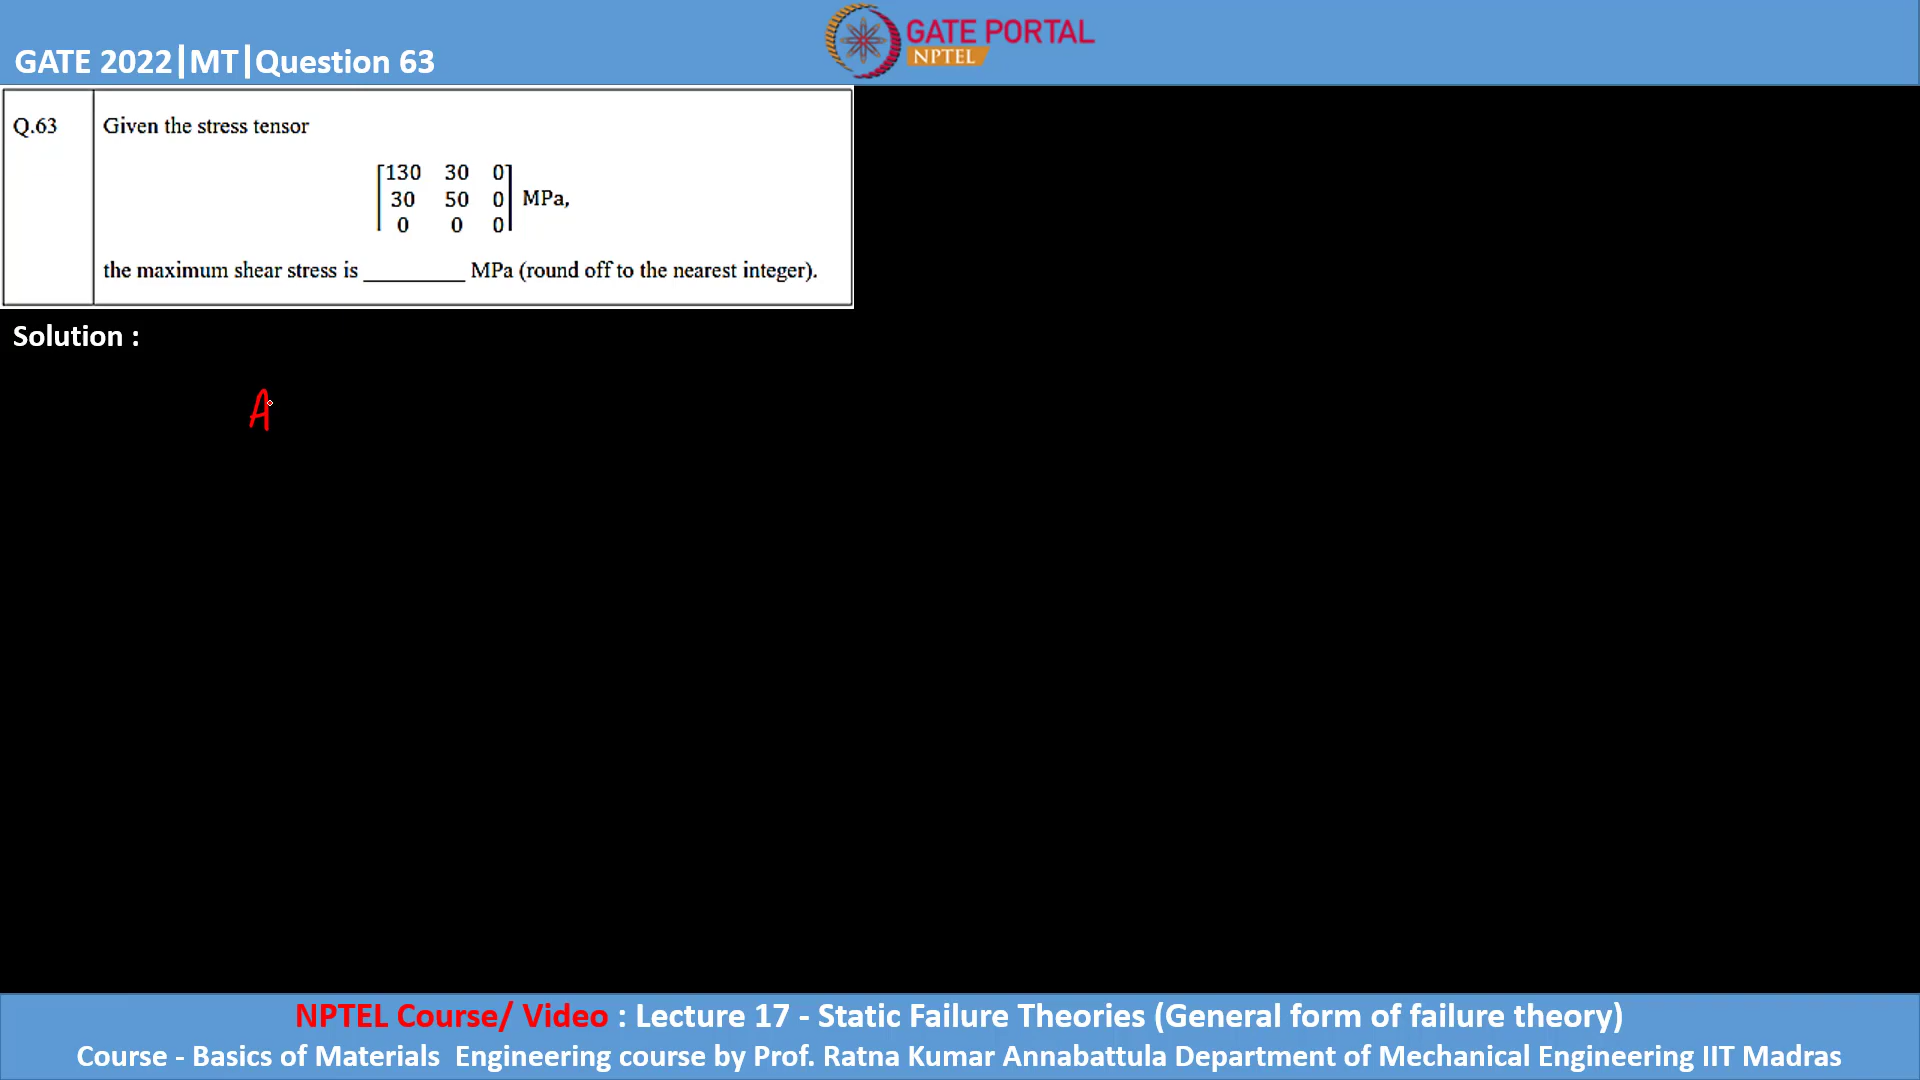 GATE PORTAL
NPTEL
GATE 2022|MT|Question 63
Q.63 Given the stress tensor
[130 30 0]
[30 50 0] MPa,
[0 0 0]
the maximum shear stress is _________ MPa (round off to the nearest integer).
Solution :
A
NPTEL Course/ Video : Lecture 17 - Static Failure Theories (General form of failure theory)
Course - Basics of Materials Engineering course by Prof. Ratna Kumar Annabattula Department of Mechanical Engineering IIT Madras